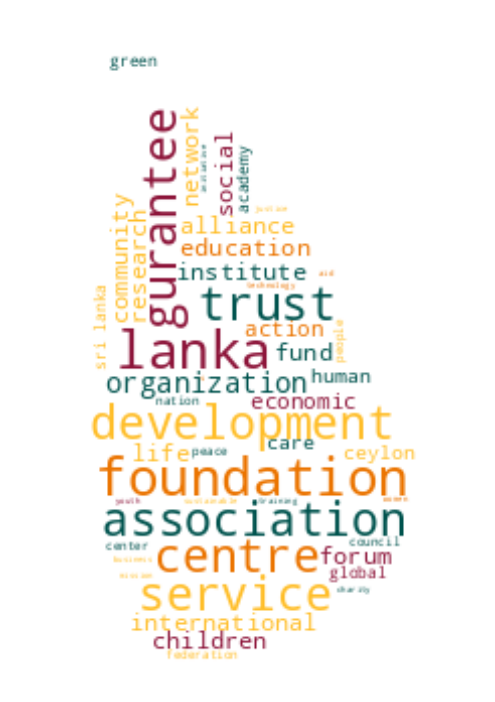 green
gurantee
network
initiative
social
academy
justice
community
research
alliance
education
institute
aid
technology
sri lanka
trust
action
people
lanka
fund
organization
human
nation
economic
development
care
life
peace
ceylon
foundation
youth
sustainable
training
women
association
center
council
business
centre
forum
mission
global
service
charity
international
children
federation